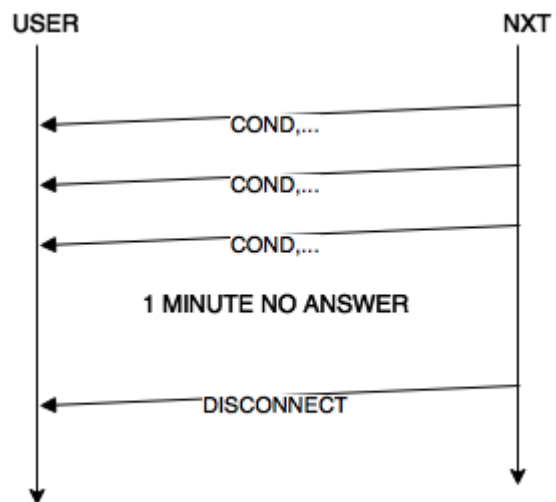 USER NXT
COND,...
COND,...
COND,...
1 MINUTE NO ANSWER
DISCONNECT